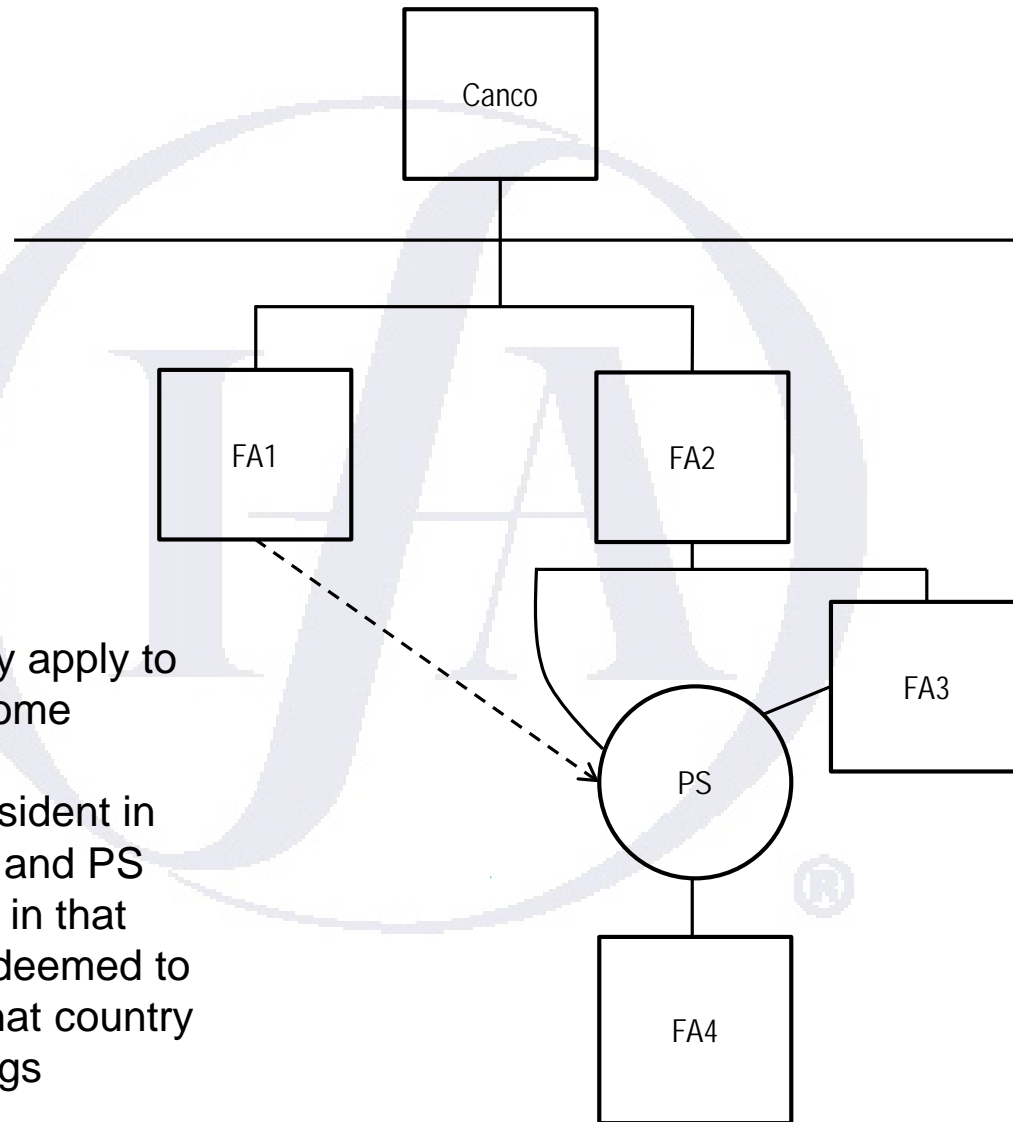 Canco
FA1
FA2
FA3
PS
FA4
y apply to
ome
sident in
and PS
in that
deemed to
hat country
gs
IFA
®